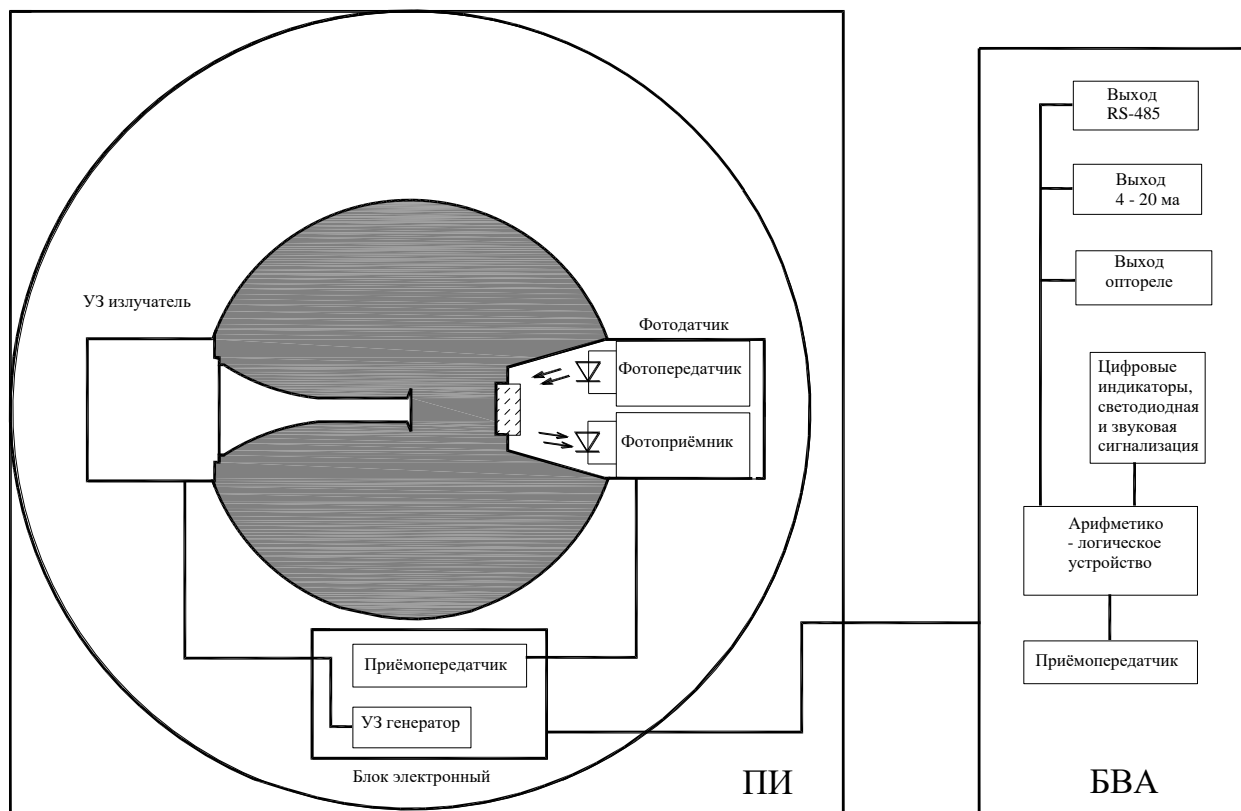 УЗ излучатель
Фотодатчик
Фотопередатчик
Фотоприёмник
Приёмопередатчик
УЗ генератор
Блок электронный
ПИ
Выход
RS-485
Выход
4 - 20 ма
Выход
оптореле
Цифровые
индикаторы,
светодиодная
и звуковая
сигнализация
Арифметико
- логическое
устройство
Приёмопередатчик
БВА